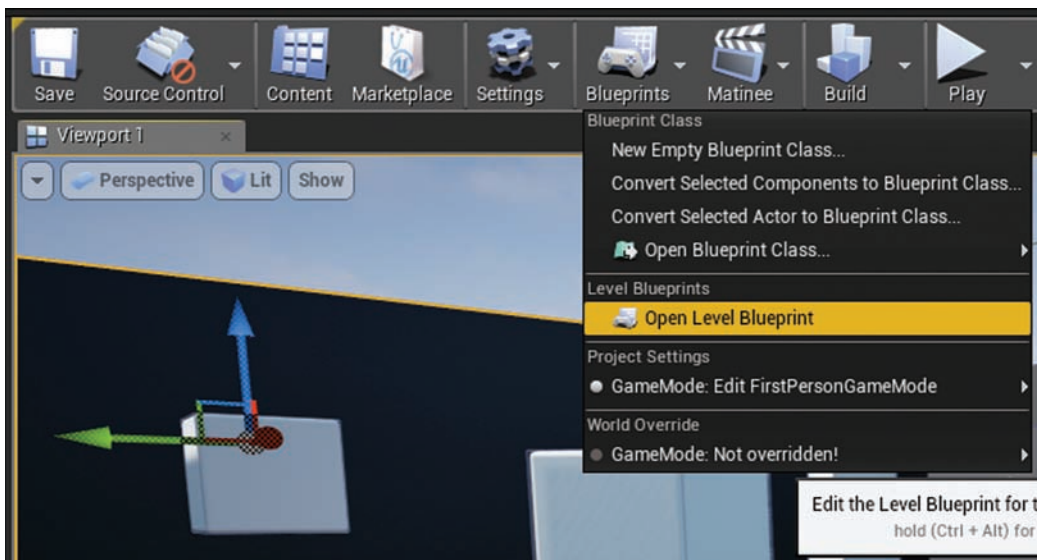 Save Source Control Content Marketplace Settings Blueprints Matinee Build Play
Viewport 1
Perspective Lit Show
Blueprint Class
New Empty Blueprint Class...
Convert Selected Components to Blueprint Class...
Convert Selected Actor to Blueprint Class...
Open Blueprint Class...
Level Blueprints
Open Level Blueprint
Project Settings
GameMode: Edit FirstPersonGameMode
World Override
GameMode: Not overridden!
Edit the Level Blueprint for t
hold (Ctrl + Alt) for